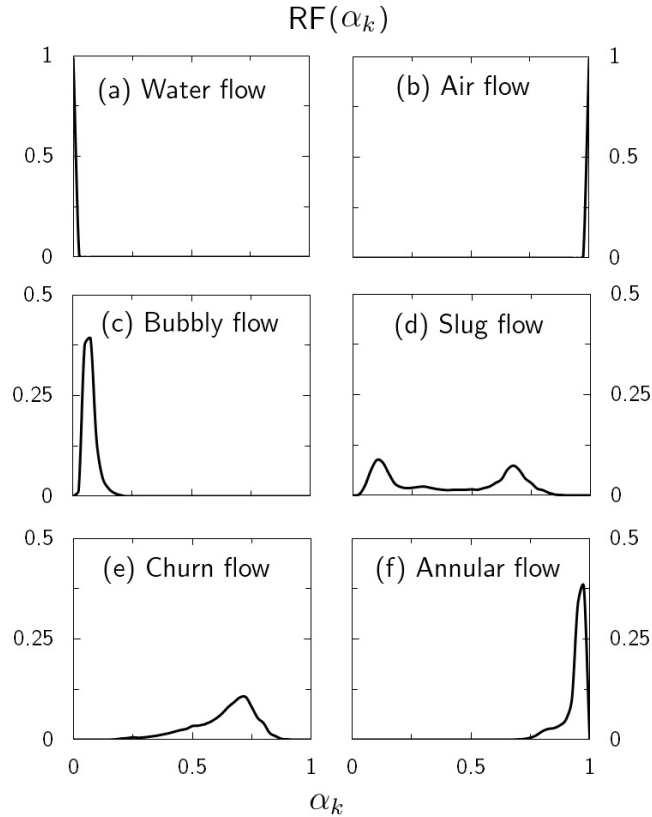 RF(αₖ)
1 1
(a) Water flow (b) Air flow
0.5 0.5
0 0
0.5 0.5
(c) Bubbly flow (d) Slug flow
0.25 0.25
0 0
0.5 0.5
(e) Churn flow (f) Annular flow
0.25 0.25
0 0
0 0.5 1 0 0.5 1
αₖ